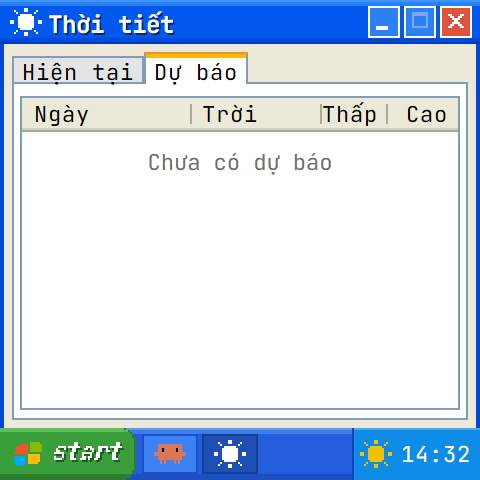 Thời tiết
Hiện tại Dự báo
Ngày Trời Thấp Cao
Chưa có dự báo
start 14:32